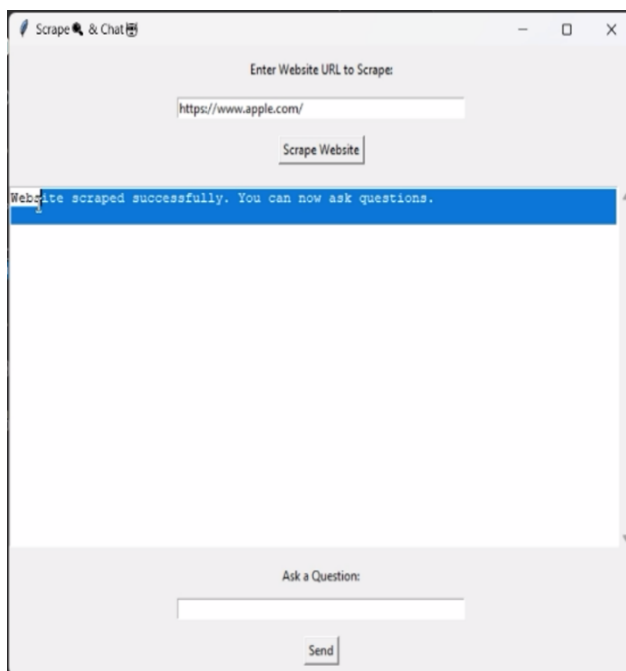 Scrape & Chat
Enter Website URL to Scrape:
https://www.apple.com/
Scrape Website
Website scraped successfully. You can now ask questions.
Ask a Question:
Send